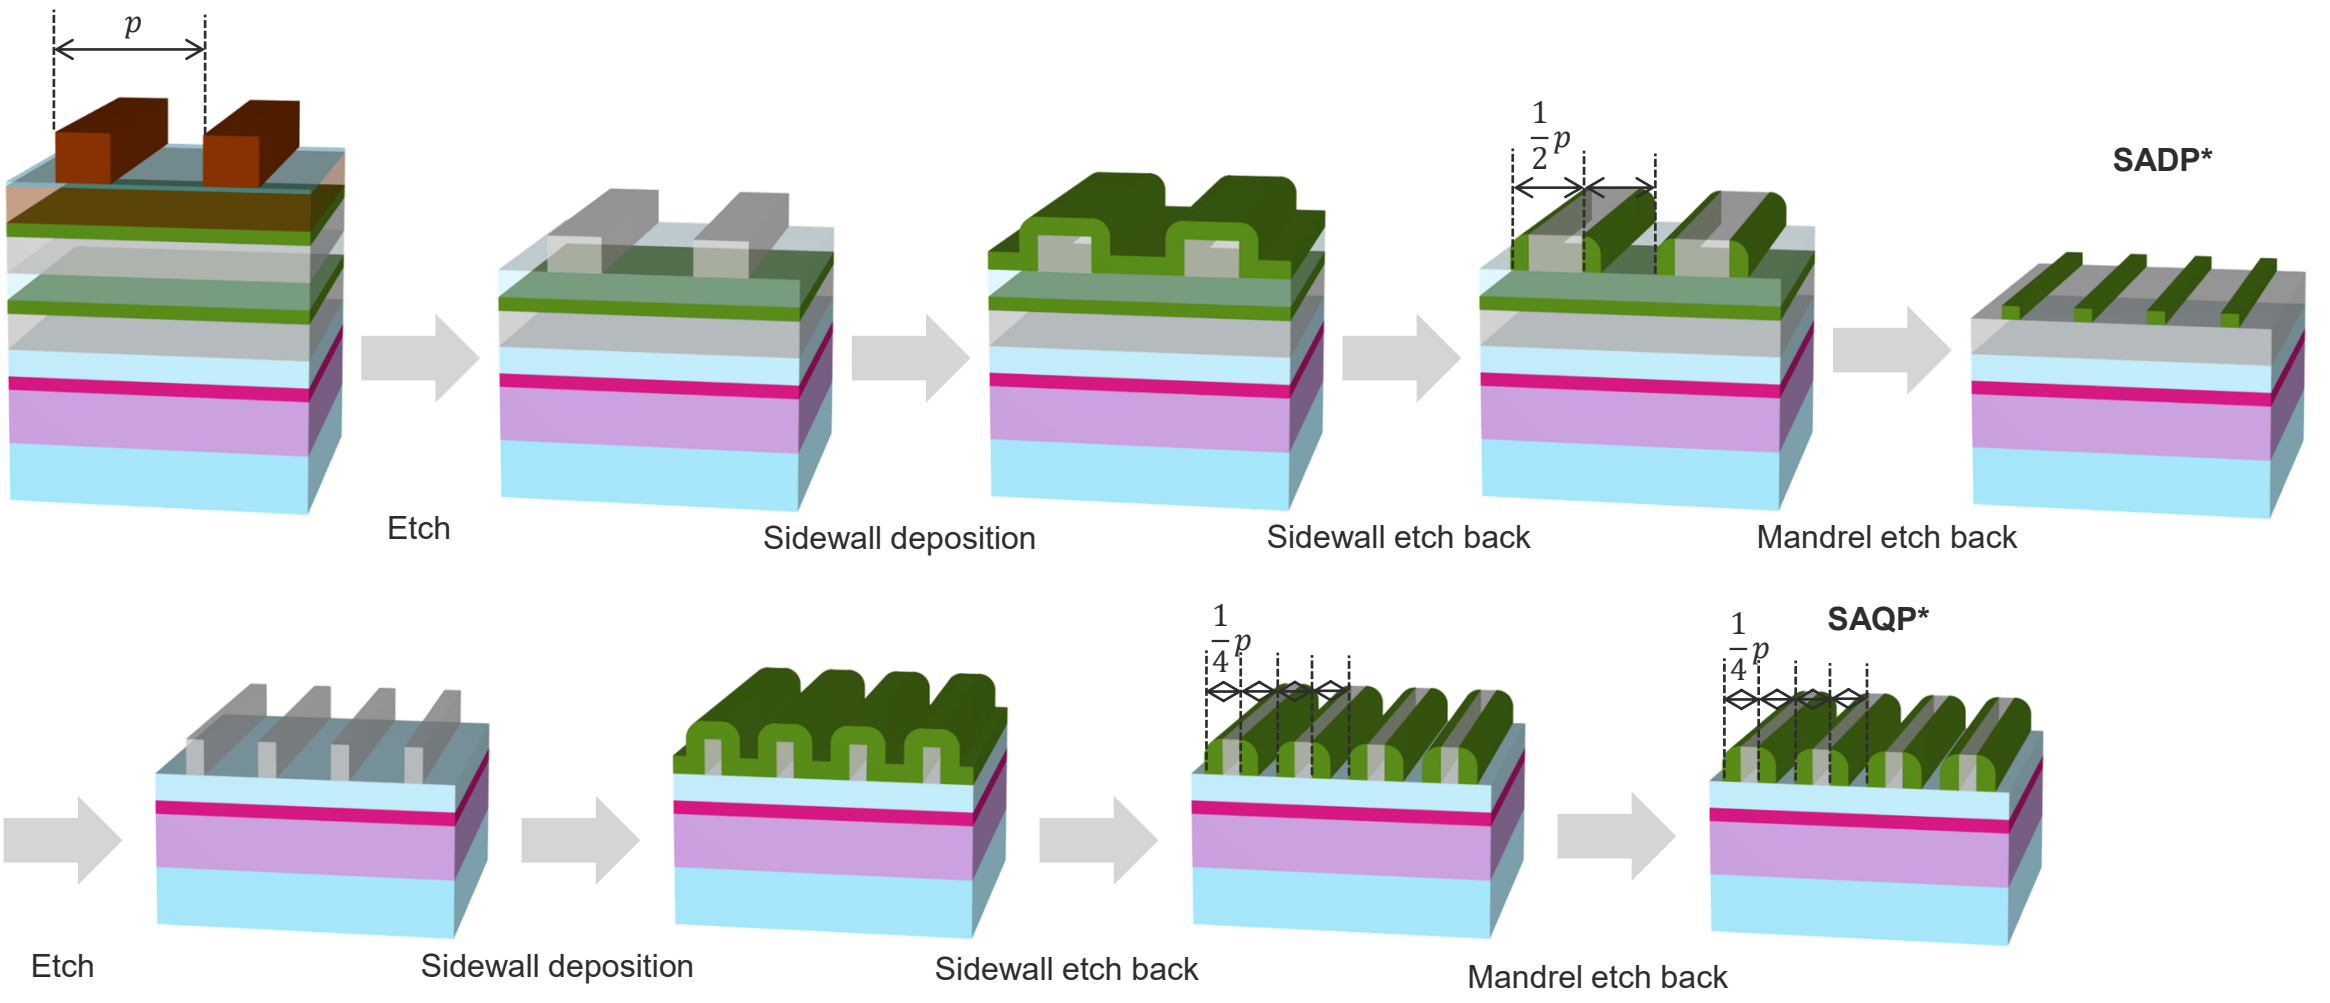 p
1/2 p
SADP*
Etch
Sidewall deposition
Sidewall etch back
Mandrel etch back
1/4 p
1/4 p
SAQP*
Etch
Sidewall deposition
Sidewall etch back
Mandrel etch back